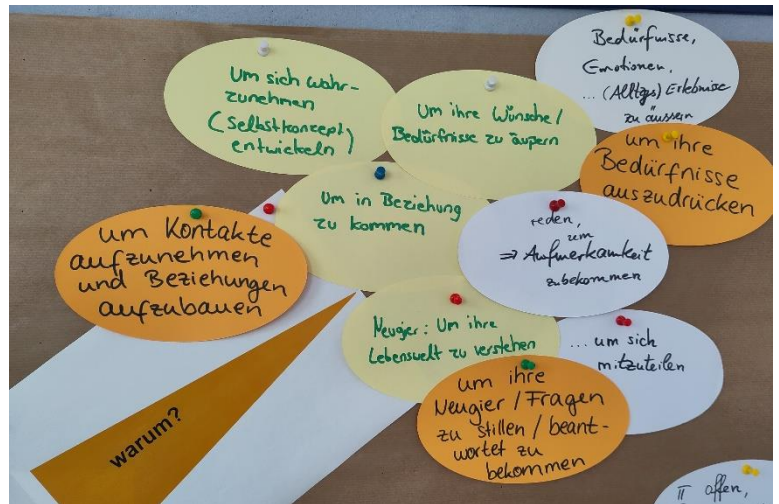 Bedürfnisse,
Emotionen,
... (Alltags) Erlebnisse
zu äussern
Um sich wahr-
zunehmen
(Selbstkonzept)
entwickeln)
Um ihre Wünsche/
Bedürfnisse zu äußern
um ihre
Bedürfnisse
auszudrücken
Um in Beziehung
zu kommen
reden,
um
⇒ Aufmerksamkeit
zubekommen
um Kontakte
aufzunehmen
und Beziehungen
aufzubauen
Neugier: Um ihre
Lebenswelt zu verstehen
... um sich
mitzuteilen
um ihre
Neugier/Fragen
zu stillen/beant-
wortet zu
bekommen
warum?
offen,